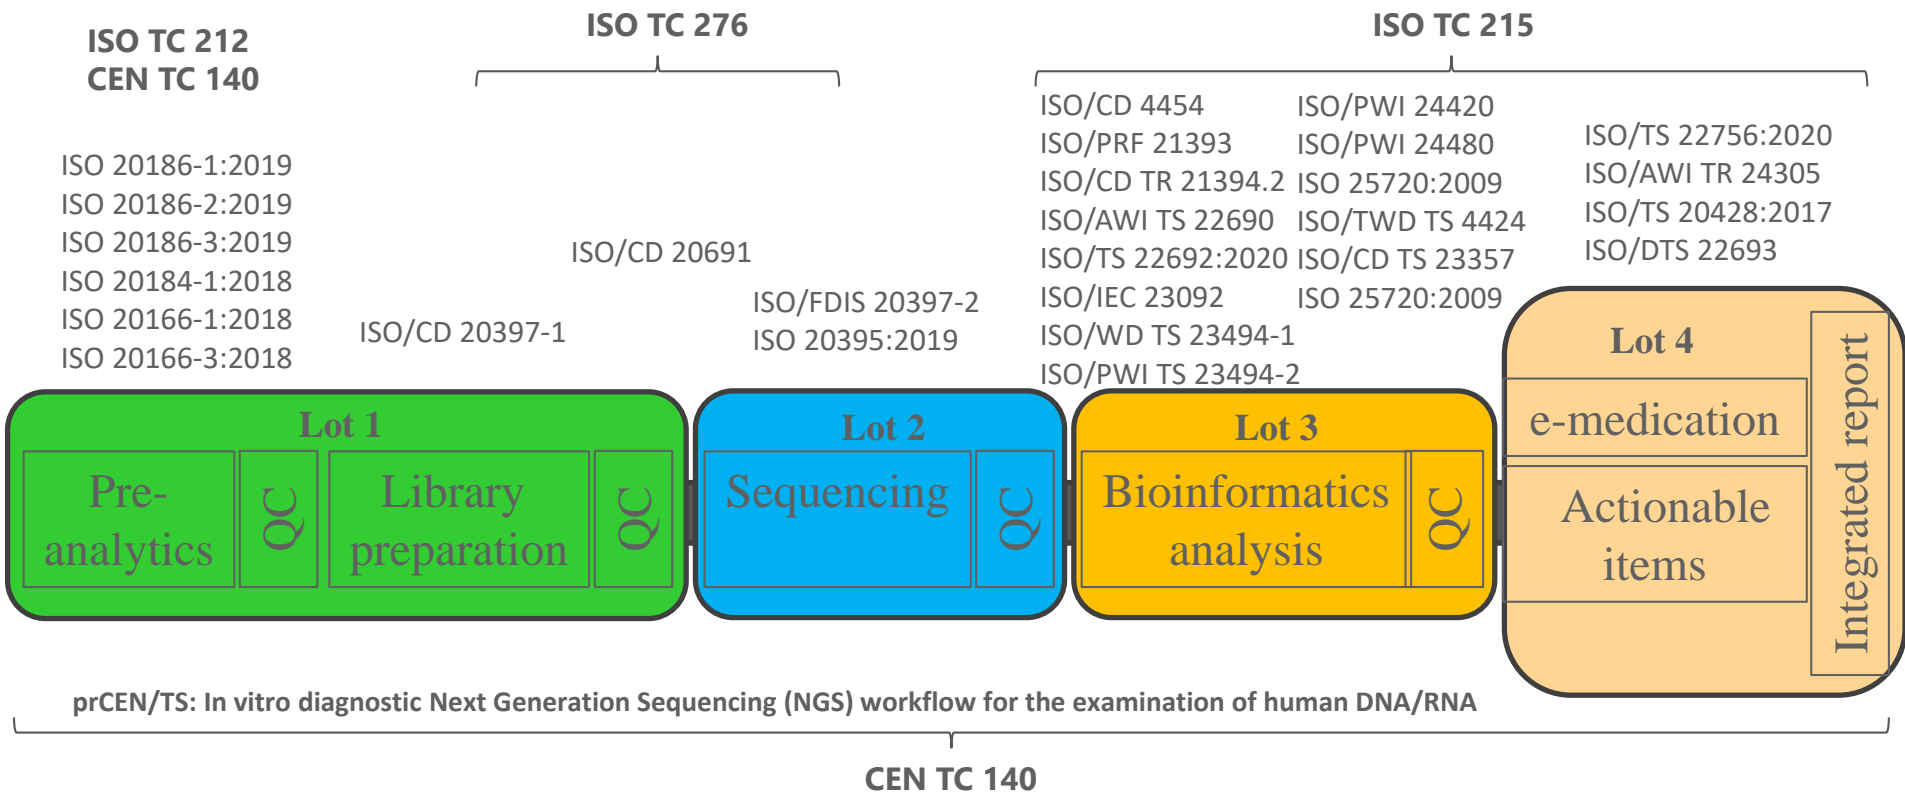 ISO TC 212
CEN TC 140
ISO 20186-1:2019
ISO 20186-2:2019
ISO 20186-3:2019
ISO 20184-1:2018
ISO 20166-1:2018
ISO 20166-3:2018
ISO TC 276
ISO/CD 20397-1
ISO/CD 20691
ISO/FDIS 20397-2
ISO 20395:2019
ISO TC 215
ISO/CD 4454
ISO/PRF 21393
ISO/CD TR 21394.2
ISO/AWI TS 22690
ISO/TS 22692:2020
ISO/IEC 23092
ISO/WD TS 23494-1
ISO/PWI TS 23494-2
ISO/PWI 24420
ISO/PWI 24480
ISO 25720:2009
ISO/TWD TS 4424
ISO/CD TS 23357
ISO 25720:2009
ISO/TS 22756:2020
ISO/AWI TR 24305
ISO/TS 20428:2017
ISO/DTS 22693
Lot 1
Pre-
analytics
QC
Library
preparation
QC
Lot 2
Sequencing
QC
Lot 3
Bioinformatics
analysis
QC
Lot 4
e-medication
Actionable
items
Integrated report
prCEN/TS: In vitro diagnostic Next Generation Sequencing (NGS) workflow for the examination of human DNA/RNA
CEN TC 140